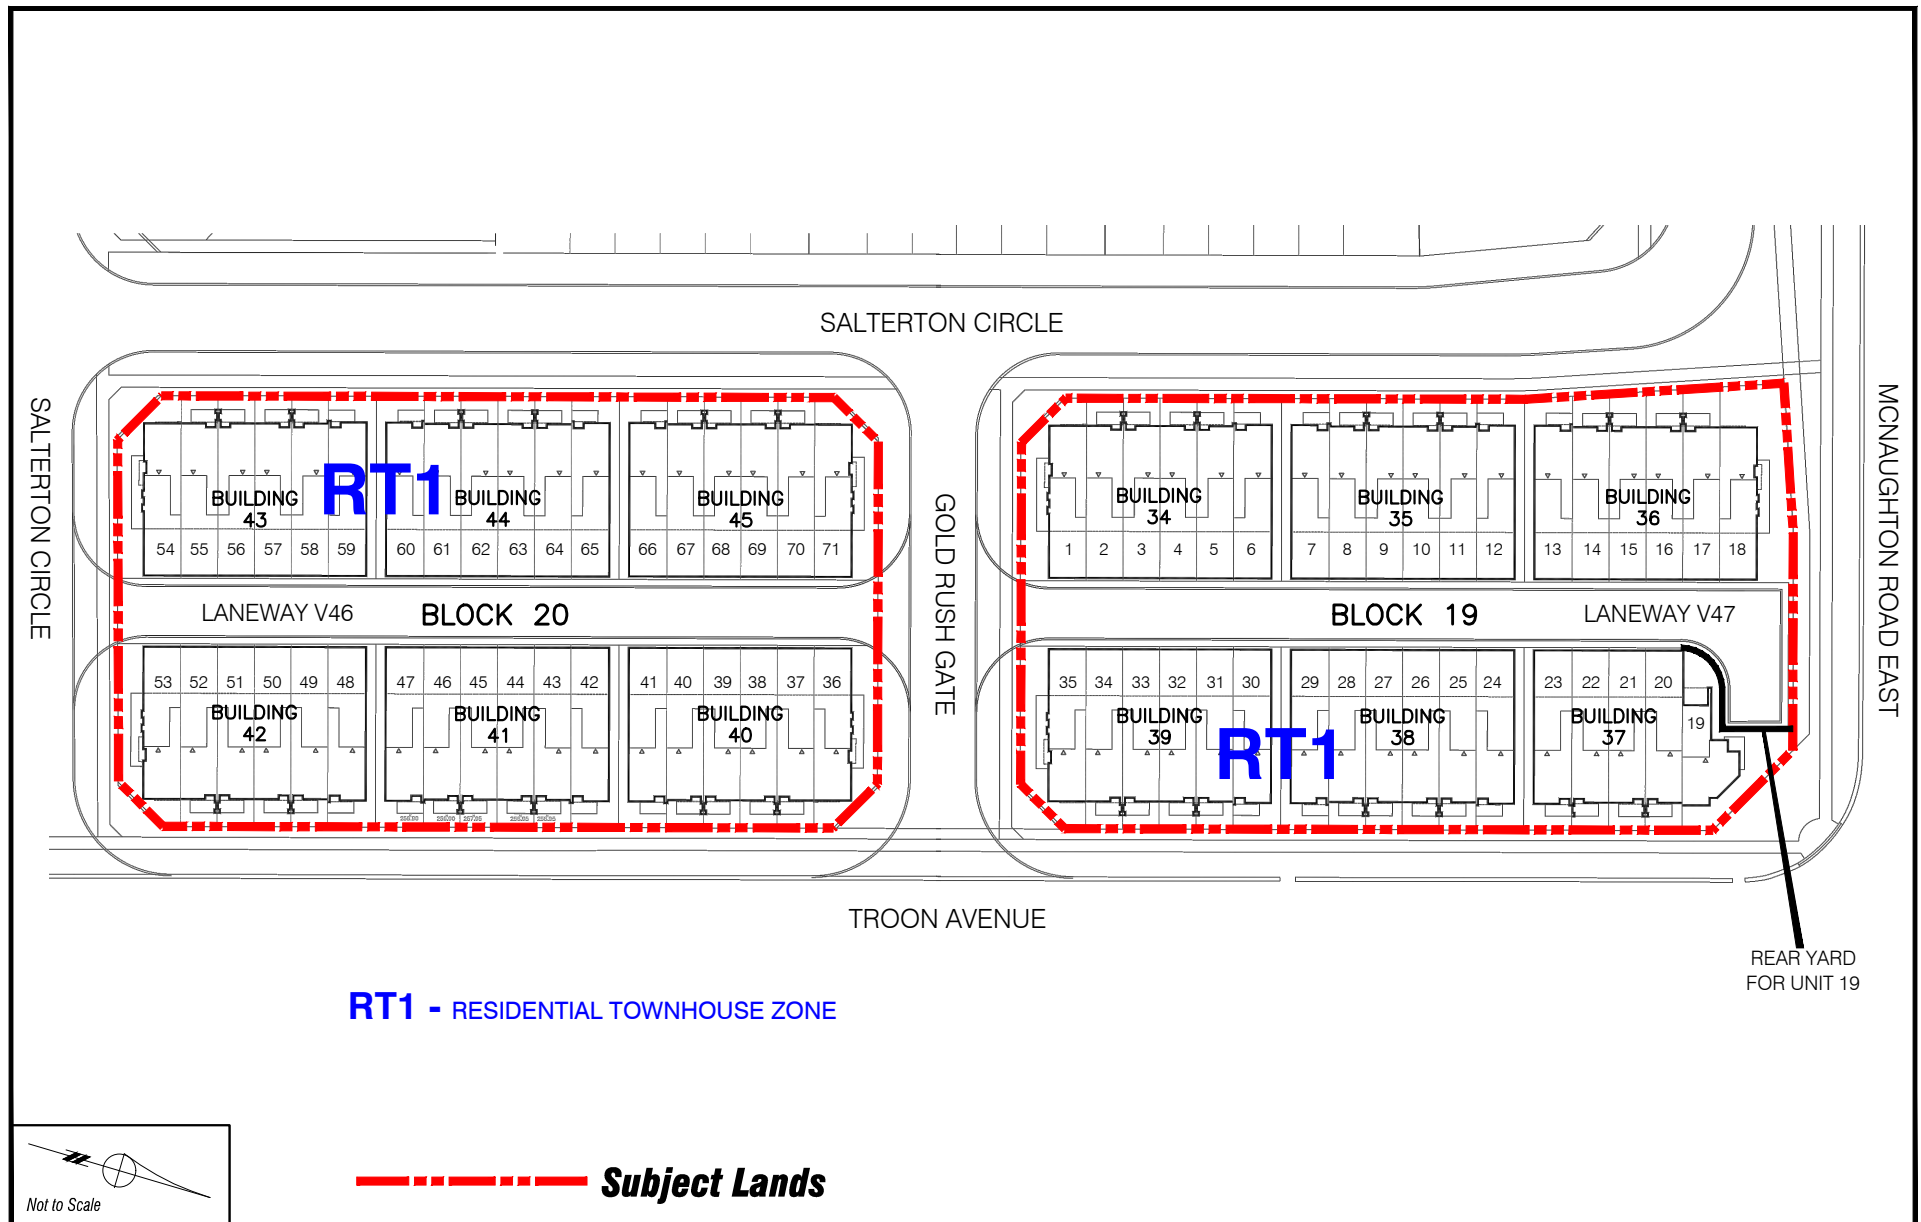 SALTERTON CIRCLE
SALTERTON CIRCLE
MCNAUGHTON ROAD EAST
GOLD RUSH GATE
RT1
BUILDING
43
BUILDING
44
BUILDING
45
BUILDING
34
BUILDING
35
BUILDING
36
54 55 56 57 58 59 60 61 62 63 64 65 66 67 68 69 70 71
1 2 3 4 5 6 7 8 9 10 11 12 13 14 15 16 17 18
LANEWAY V46
BLOCK 20
BLOCK 19
LANEWAY V47
53 52 51 50 49 48 47 46 45 44 43 42 41 40 39 38 37 36
35 34 33 32 31 30 29 28 27 26 25 24 23 22 21 20
19
BUILDING
42
BUILDING
41
BUILDING
40
BUILDING
39
BUILDING
38
BUILDING
37
RT1
TROON AVENUE
REAR YARD
FOR UNIT 19
RT1 - RESIDENTIAL TOWNHOUSE ZONE
Not to Scale
Subject Lands